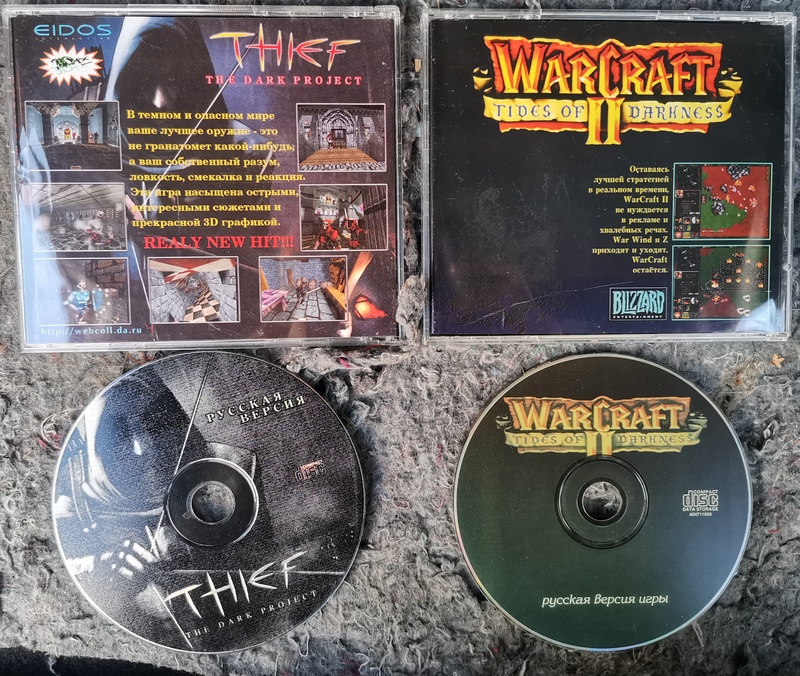 EIDOS
INTERACTIVE
THIEF
THE DARK PROJECT
В темном и опасном мире
ваше лучшее оружие - это
не гранатомет какой-нибудь,
а ваш собственный разум,
ловкость, смекалка и реакция.
Эта игра насыщена острыми,
интересными сюжетами и
прекрасной 3D графикой.
REALY NEW HIT!!!
http://webcoll.da.ru
WARCRAFT
TIDES OF II DARKNESS
Оставаясь
лучшей стратегией
в реальном времени,
WarCraft II
не нуждается
в рекламе и
хвалебных речах.
War Wind и Z
приходят и уходят,
WarCraft
остаётся.
BLIZZARD
ENTERTAINMENT
РУССКАЯ
ВЕРСИЯ
THIEF
THE DARK PROJECT
WARCRAFT
TIDES OF II DARKNESS
COMPACT
disc
DATA STORAGE
русская версия игры